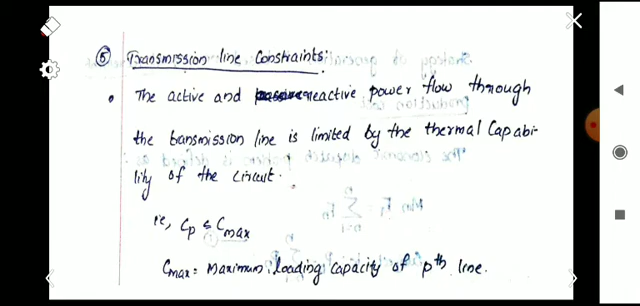 ⑤ Transmission line Constraints:
• The active and reactive power flow through
the transmission line is limited by the thermal Capabi-
lity of the Circuit.
ie, Cp ≤ Cmax
Cmax = Maximum loading capacity of pth line.